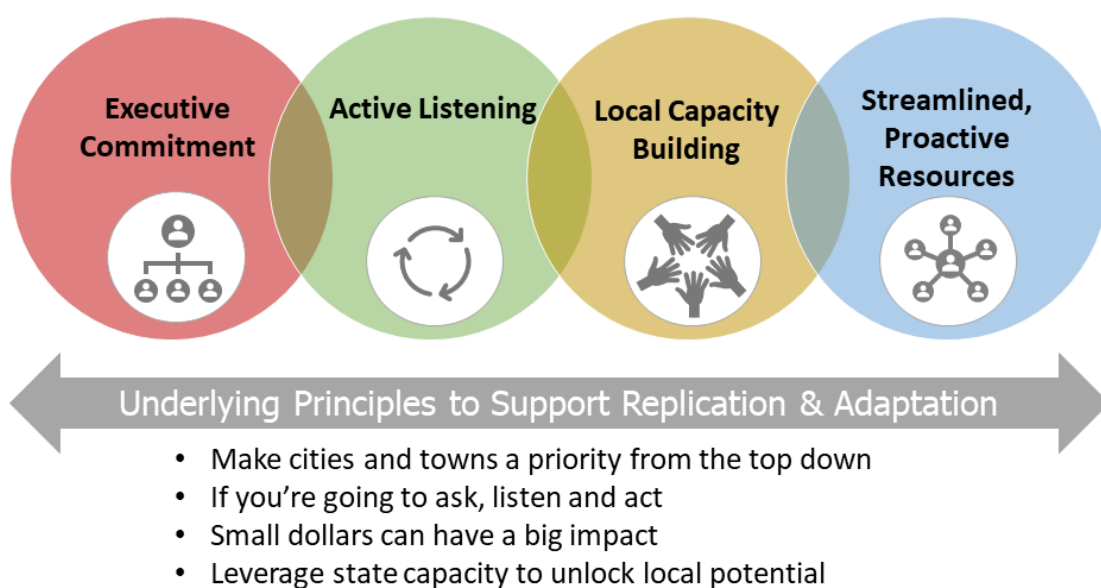 Executive
Commitment
Active Listening
Local Capacity
Building
Streamlined,
Proactive
Resources
Underlying Principles to Support Replication & Adaptation
• Make cities and towns a priority from the top down
• If you’re going to ask, listen and act
• Small dollars can have a big impact
• Leverage state capacity to unlock local potential